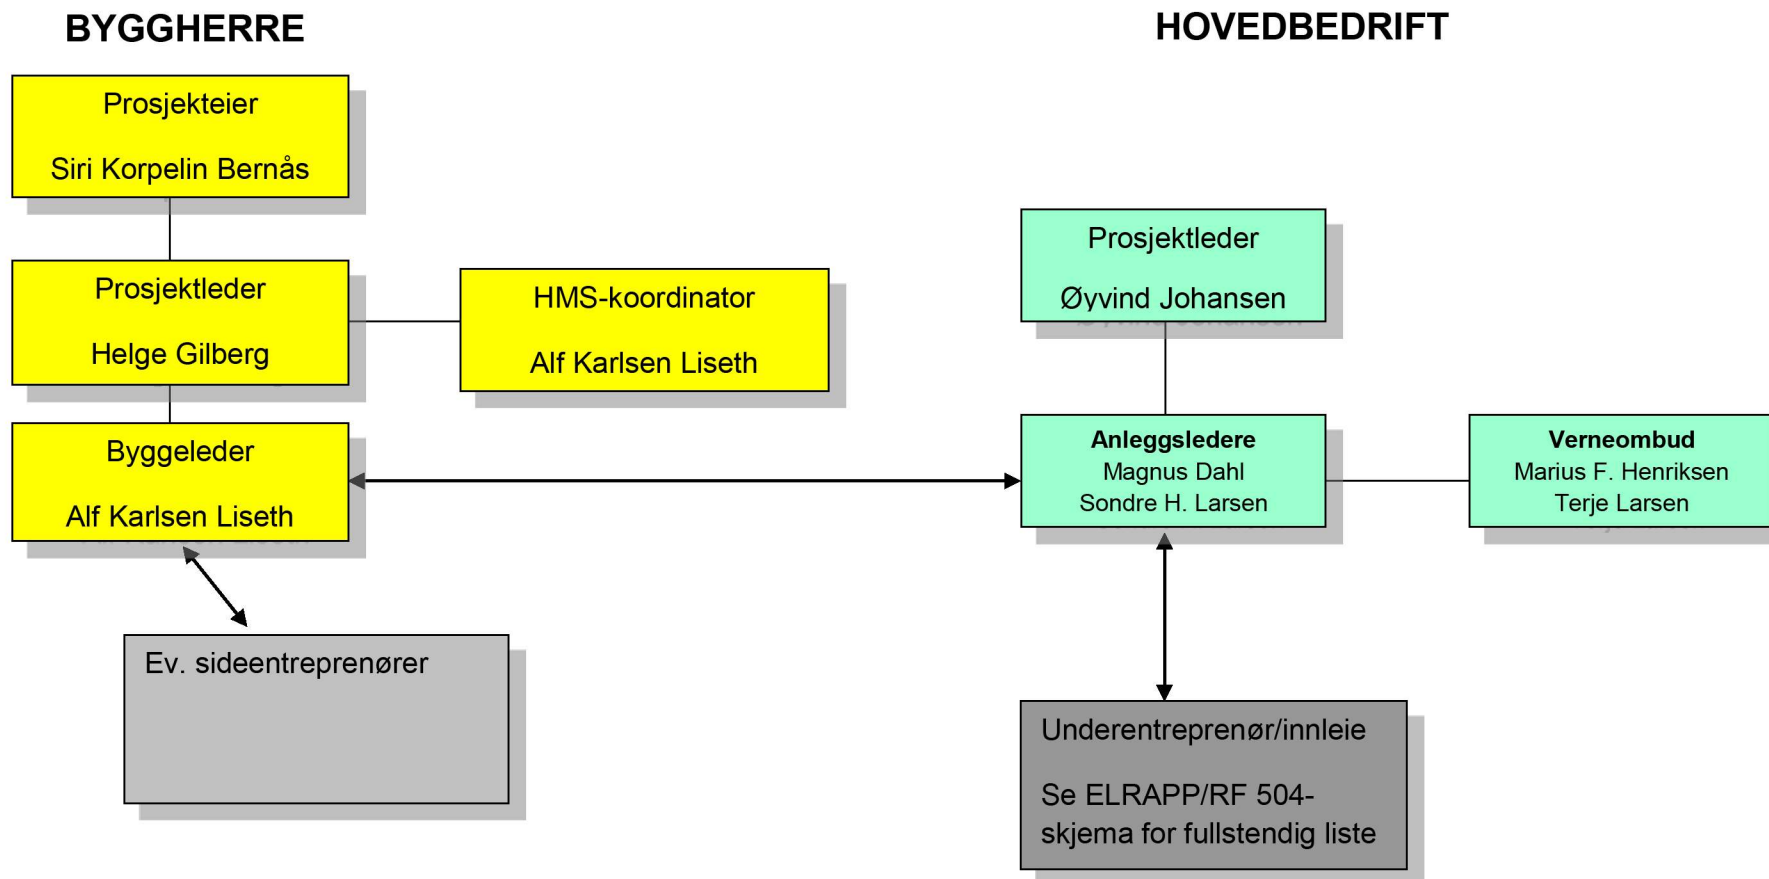 BYGGHERRE
HOVEDBEDRIFT
Prosjekteier
Siri Korpelin Bernås
Prosjektleder
Helge Gilberg
HMS-koordinator
Alf Karlsen Liseth
Byggeleder
Alf Karlsen Liseth
Ev. sideentreprenører
Prosjektleder
Øyvind Johansen
Anleggsledere
Magnus Dahl
Sondre H. Larsen
Verneombud
Marius F. Henriksen
Terje Larsen
Underentreprenør/innleie
Se ELRAPP/RF 504-
skjema for fullstendig liste